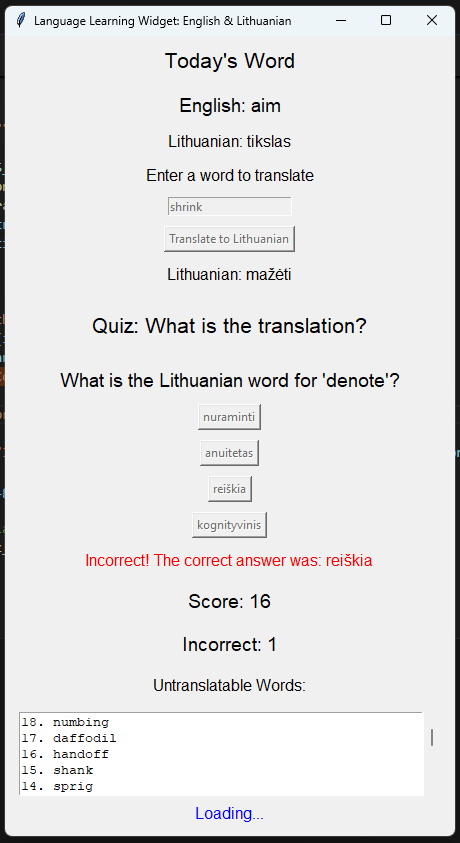 Language Learning Widget: English & Lithuanian
Today's Word
English: aim
Lithuanian: tikslas
Enter a word to translate
shrink
Translate to Lithuanian
Lithuanian: mažėti
Quiz: What is the translation?
What is the Lithuanian word for 'denote'?
nuraminti
anuitetas
reiškia
kognityvinis
Incorrect! The correct answer was: reiškia
Score: 16
Incorrect: 1
Untranslatable Words:
18. numbing
17. daffodil
16. handoff
15. shank
14. sprig
Loading...